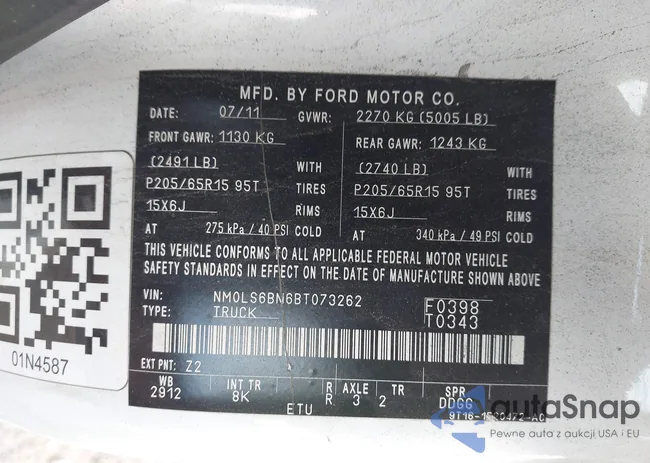 MFD. BY FORD MOTOR CO.
DATE: 07/11 GVWR: 2270 KG (5005 LB)
FRONT GAWR: 1130 KG REAR GAWR: 1243 KG
(2491 LB) WITH (2740 LB) WITH
P205/65R15 95T TIRES P205/65R15 95T TIRES
15X6J RIMS 15X6J RIMS
AT 275 kPa / 40 PSI COLD AT 340 kPa / 49 PSI COLD
THIS VEHICLE CONFORMS TO ALL APPLICABLE FEDERAL MOTOR VEHICLE
SAFETY STANDARDS IN EFFECT ON THE DATE OF MANUFACTURE SHOWN ABOVE
VIN: NM0LS6BN6BT073262 F0398
TYPE: TRUCK T0343
EXT PNT: Z2
WB INT TR R AXLE TR SPR
2912 8K R 3 2 DDGG
ETU
01N4587
autoSnap
Pewne auta z aukcji USA i EU